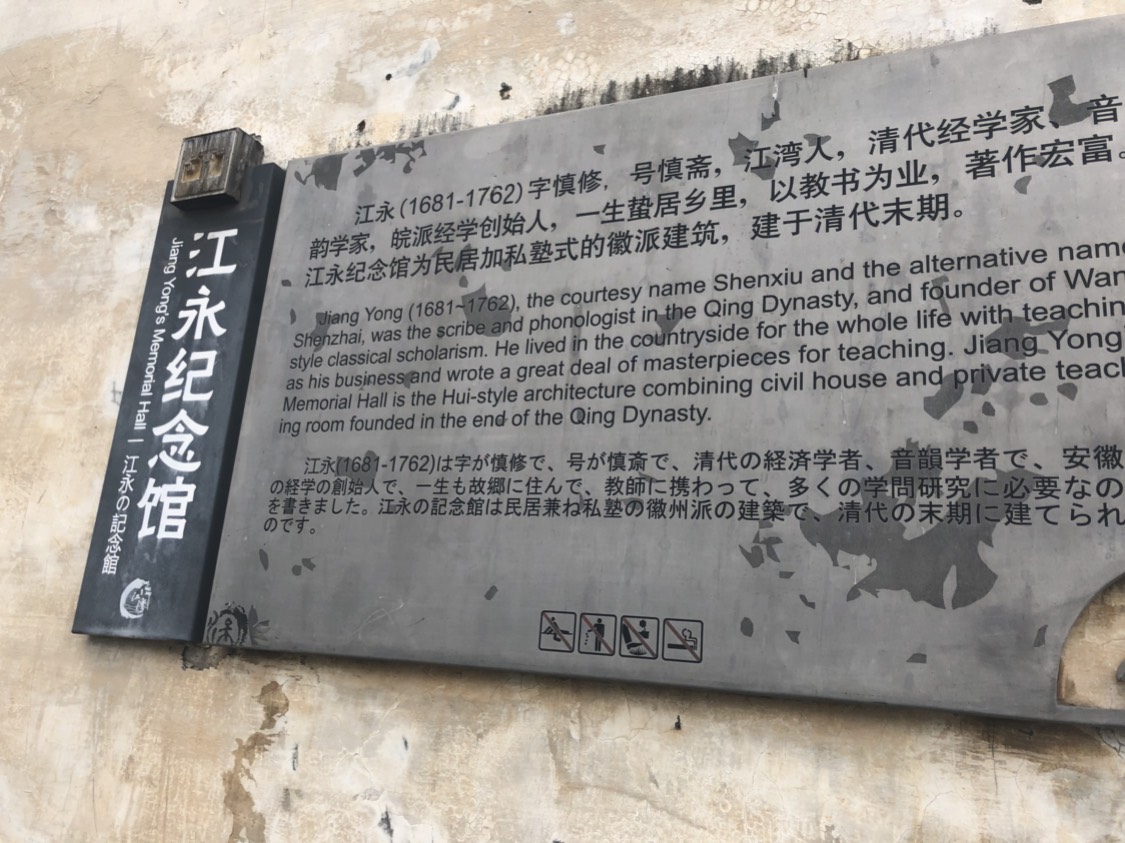 江永纪念馆
Jiang Yong's Memorial Hall | 江永の記念館
江永(1681-1762)字慎修，号慎斋，江湾人，清代经学家、音
韵学家，皖派经学创始人，一生蛰居乡里，以教书为业，著作宏富。
江永纪念馆为民居加私塾式的徽派建筑，建于清代末期。
Jiang Yong (1681~1762), the courtesy name Shenxiu and the alternative name
Shenzhai, was the scribe and phonologist in the Qing Dynasty, and founder of Wan
style classical scholarism. He lived in the countryside for the whole life with teachin
as his business and wrote a great deal of masterpieces for teaching. Jiang Yong'
Memorial Hall is the Hui-style architecture combining civil house and private teach
ing room founded in the end of the Qing Dynasty.
江永(1681-1762)は字が慎修で、号が慎斎で、清代の経済学者、音韻学者で、安徽
の経学の創始人で、一生も故郷に住んで、教師に携わって、多くの学問研究に必要なの
を書きました。江永の記念館は民居兼ね私塾の徽州派の建築で、清代の末期に建てられ
のです。